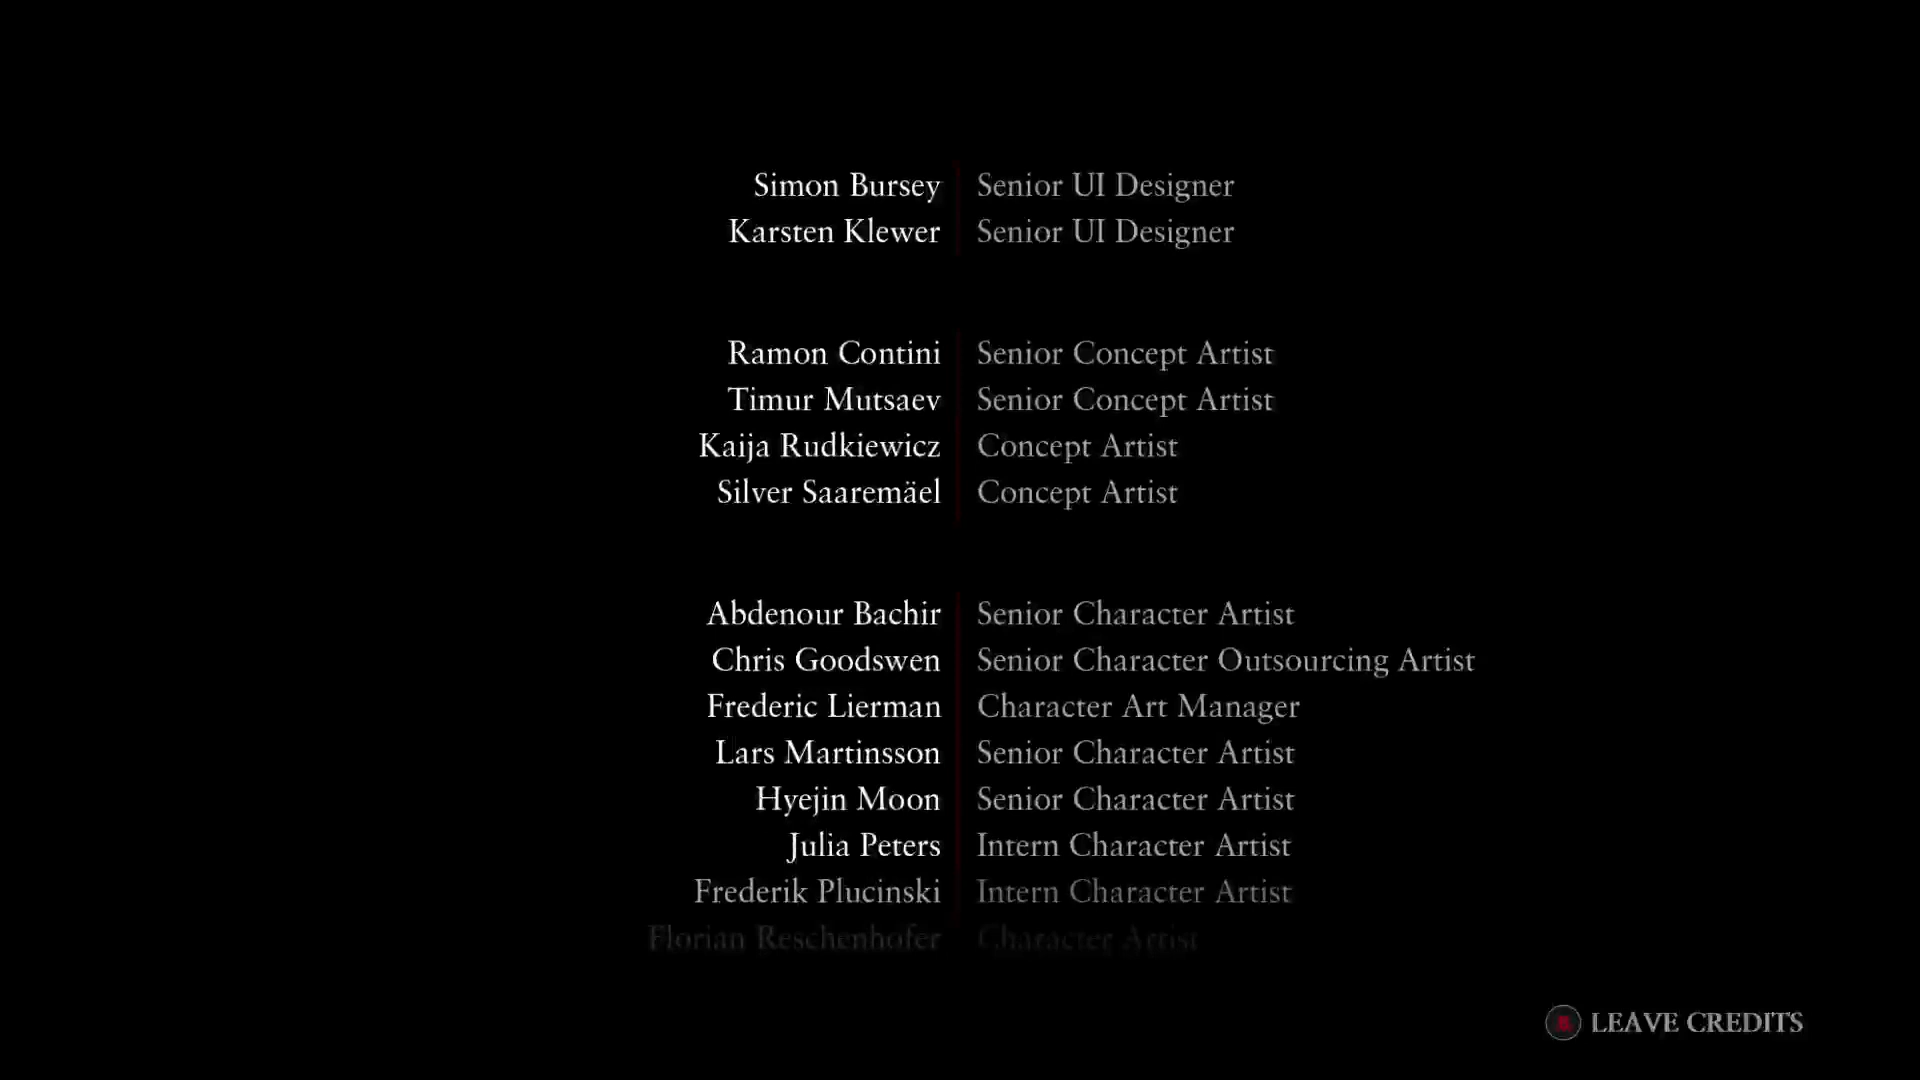 Simon Bursey Senior UI Designer
Karsten Klewer Senior UI Designer
Ramon Contini Senior Concept Artist
Timur Mutsaev Senior Concept Artist
Kaija Rudkiewicz Concept Artist
Silver Saaremäel Concept Artist
Abdenour Bachir Senior Character Artist
Chris Goodswen Senior Character Outsourcing Artist
Frederic Lierman Character Art Manager
Lars Martinsson Senior Character Artist
Hyejin Moon Senior Character Artist
Julia Peters Intern Character Artist
Frederik Plucinski Intern Character Artist
Florian Reschenhofer Character Artist
LEAVE CREDITS